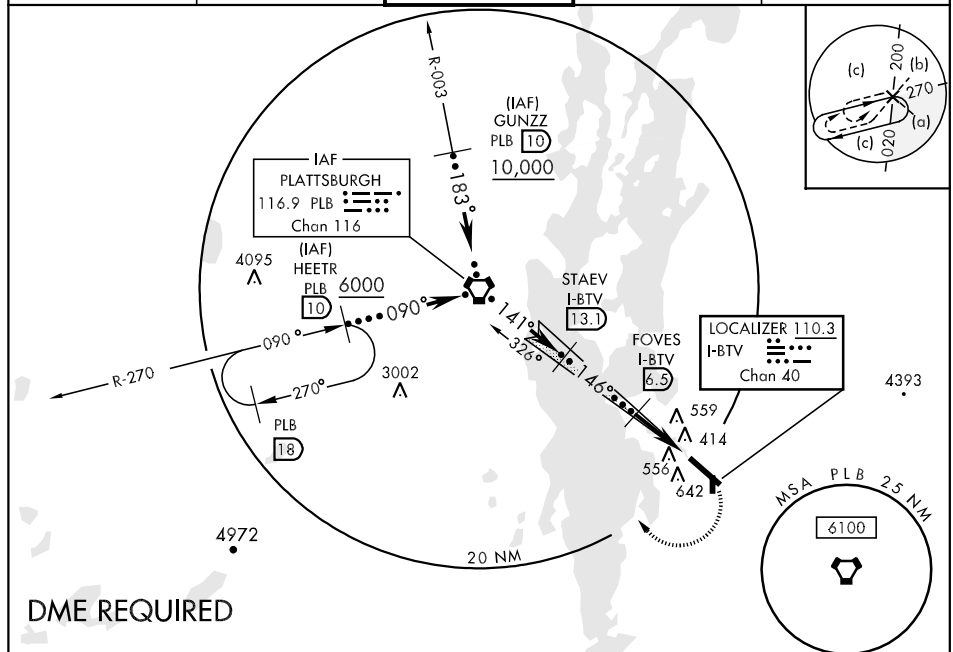 R-003
(IAF)
GUNZZ
PLB 10
10,000
183°
IAF
PLATTSBURGH
116.9 PLB
Chan 116
4095
(IAF)
HEETR
PLB
10
6000
090°
090°
R-270
270°
3002
PLB
18
4972
141°
326°
STAEV
I-BTV
13.1
146°
FOVES
I-BTV
6.5
LOCALIZER 110.3
I-BTV
Chan 40
4393
559
414
556
642
20 NM
(c)
200
(b)
270
(a)
(c)
020
MSA PLB 25 NM
6100
DME REQUIRED